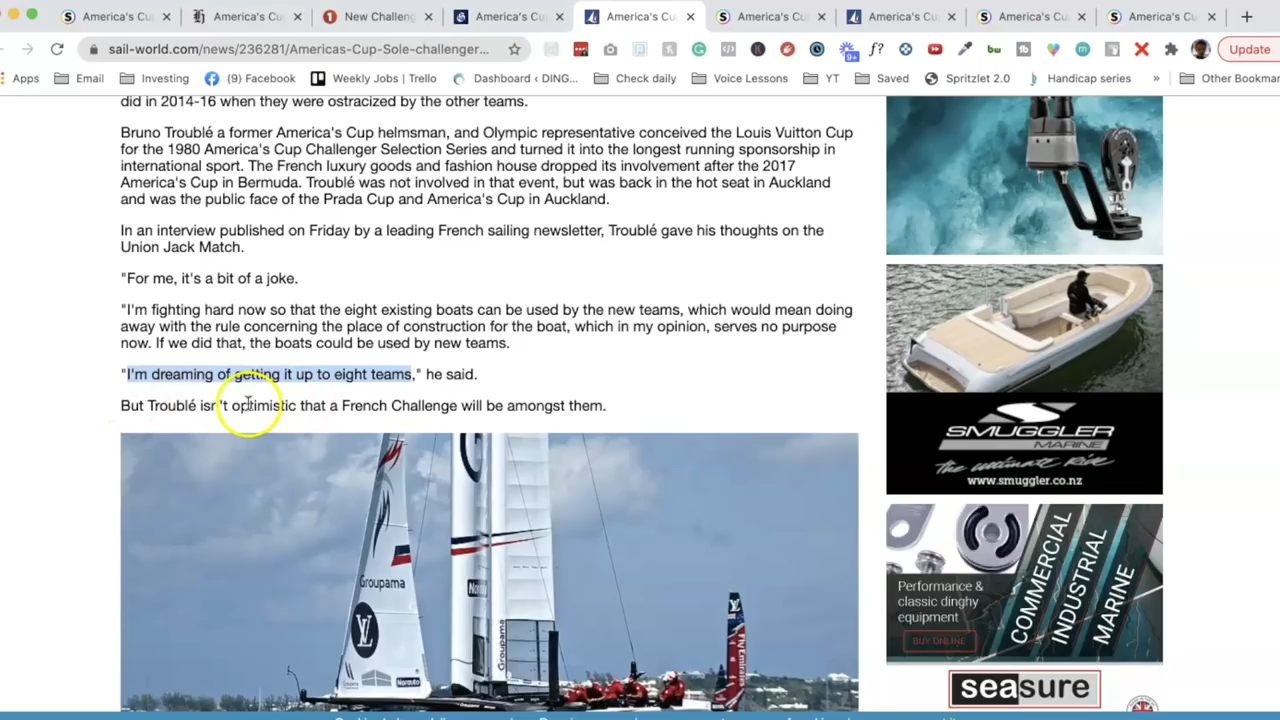 America's Cu
America's Cu
New Challeng
America's Cu
America's Cu
America's Cu
America's Cu
America's Cu
America's Cu
sail-world.com/news/236281/Americas-Cup-Sole-challenger...
9+
f?
Update
Apps
Email
Investing
(9) Facebook
Weekly Jobs | Trello
Dashboard ‹ DING...
Check daily
Voice Lessons
YT
Saved
Spritzlet 2.0
Handicap series
»
Other Bookmar
did in 2014-16 when they were ostracized by the other teams.
Bruno Troublé a former America's Cup helmsman, and Olympic representative conceived the Louis Vuitton Cup
for the 1980 America's Cup Challenger Selection Series and turned it into the longest running sponsorship in
international sport. The French luxury goods and fashion house dropped its involvement after the 2017
America's Cup in Bermuda. Troublé was not involved in that event, but was back in the hot seat in Auckland
and was the public face of the Prada Cup and America's Cup in Auckland.
In an interview published on Friday by a leading French sailing newsletter, Troublé gave his thoughts on the
Union Jack Match.
"For me, it's a bit of a joke.
"I'm fighting hard now so that the eight existing boats can be used by the new teams, which would mean doing
away with the rule concerning the place of construction for the boat, which in my opinion, serves no purpose
now. If we did that, the boats could be used by new teams.
"I'm dreaming of getting it up to eight teams," he said.
But Troublé isn't optimistic that a French Challenge will be amongst them.
Groupama
LV
Norauto
Groupama
Fly Emirates
SMUGGLER
MARINE
the ultimate Ride
www.smuggler.co.nz
Performance &
classic dinghy
equipment
BUY ONLINE
COMMERCIAL
INDUSTRIAL
MARINE
seasure